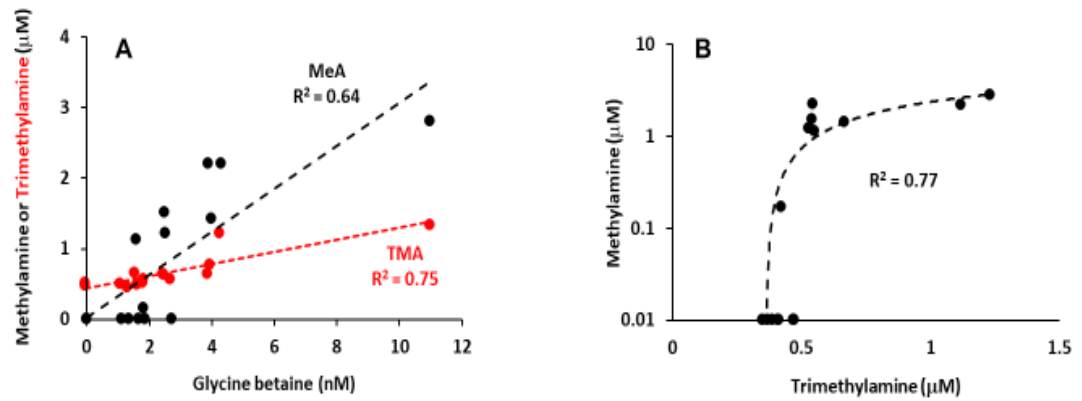 A
Methylamine or Trimethylamine (μM)
4
3
2
1
0
MeA
R² = 0.64
TMA
R² = 0.75
0 2 4 6 8 10 12
Glycine betaine (nM)
B
Methylamine (μM)
10
1
0.1
0.01
R² = 0.77
0 0.5 1 1.5
Trimethylamine (μM)